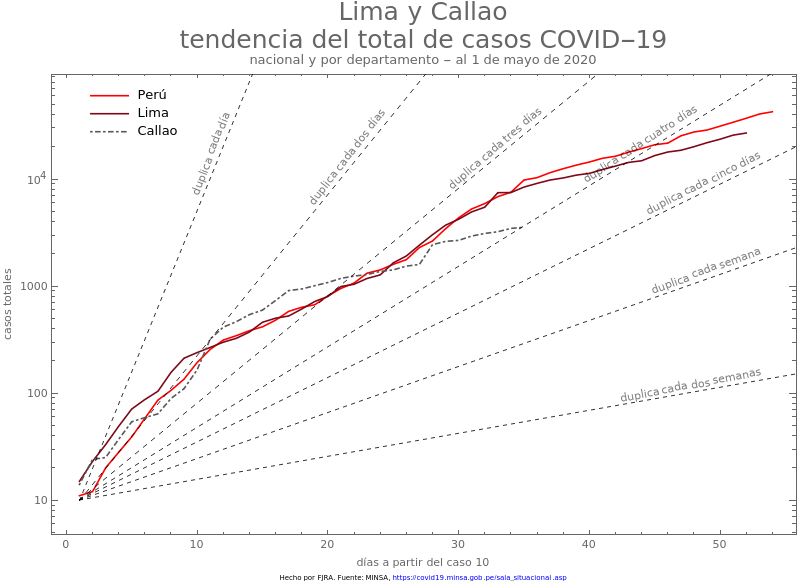 Lima y Callao
tendencia del total de casos COVID‒19
nacional y por departamento ‒ al 1 de mayo de 2020
Perú
Lima
Callao
duplica cada día
duplica cada dos días
duplica cada tres días
duplica cada cuatro días
duplica cada cinco días
duplica cada semana
duplica cada dos semanas
casos totales
10⁴
1000
100
10
0 10 20 30 40 50
días a partir del caso 10
Hecho por FJRA. Fuente: MINSA, https://covid19.minsa.gob.pe/sala_situacional.asp